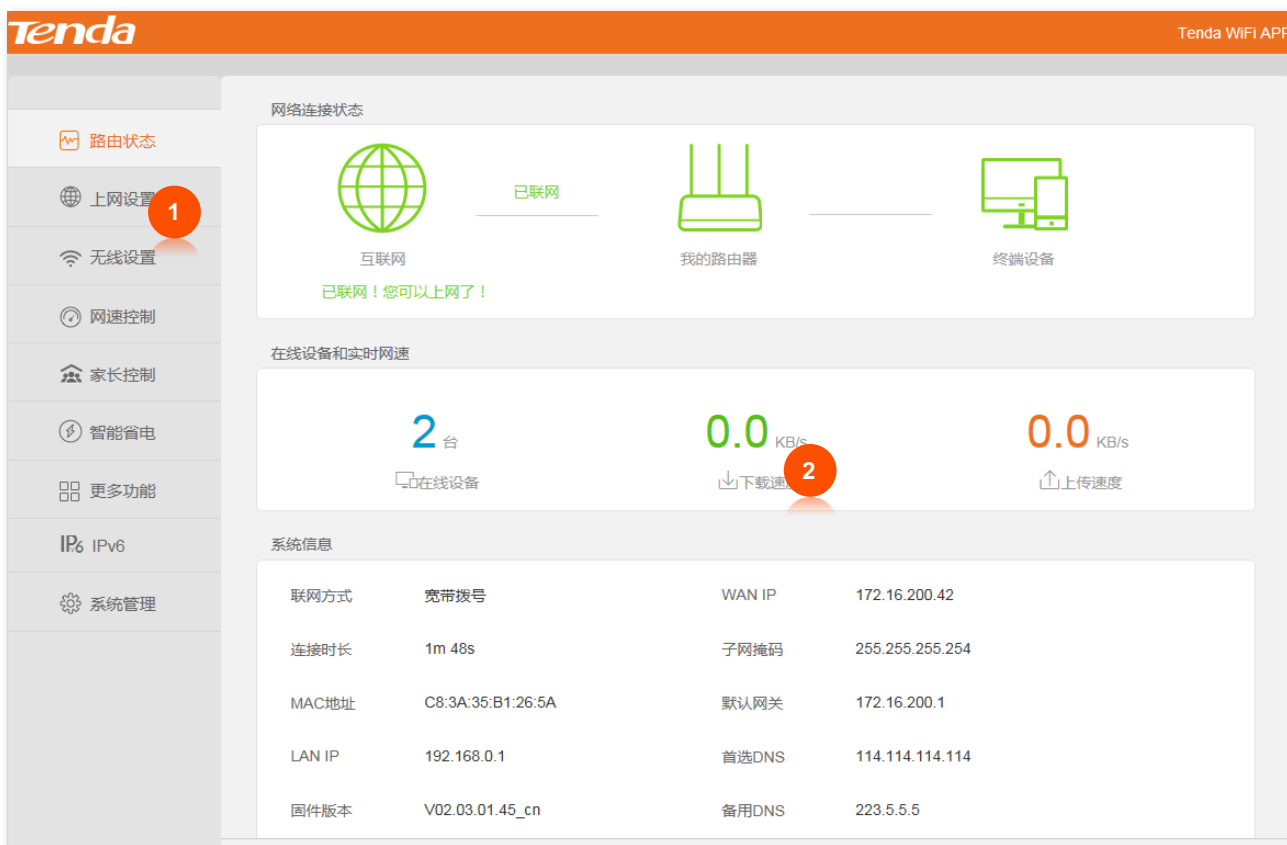 Tenda
Tenda WiFi APP
路由状态
上网设置
1
无线设置
网速控制
家长控制
智能省电
更多功能
IPv6 IPv6
系统管理
网络连接状态
已联网
互联网
我的路由器
终端设备
已联网！您可以上网了！
在线设备和实时网速
2 台
0.0 KB/s
0.0 KB/s
在线设备
下载速
2
上传速度
系统信息
联网方式 宽带拨号 WAN IP 172.16.200.42
连接时长 1m 48s 子网掩码 255.255.255.254
MAC地址 C8:3A:35:B1:26:5A 默认网关 172.16.200.1
LAN IP 192.168.0.1 首选DNS 114.114.114.114
固件版本 V02.03.01.45_cn 备用DNS 223.5.5.5